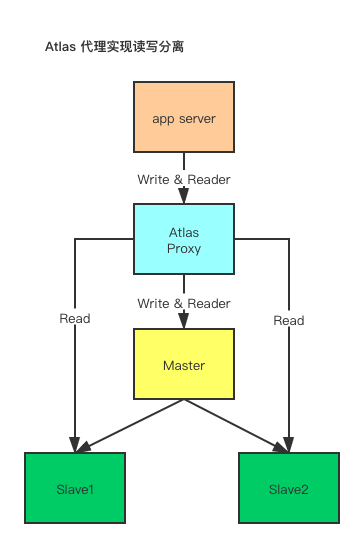 Atlas 代理实现读写分离
app server
Write & Reader
Atlas
Proxy
Write & Reader
Read
Read
Master
Slave1
Slave2